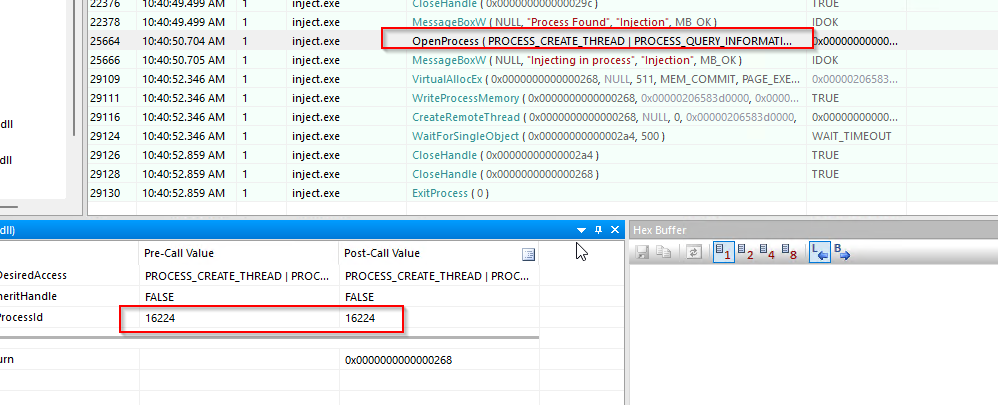 22376 10:40:49.499 AM 1 inject.exe CloseHandle ( 0x000000000000029c ) TRUE
22378 10:40:49.499 AM 1 inject.exe MessageBoxW ( NULL, "Process Found", "Injection", MB_OK ) IDOK
25664 10:40:50.704 AM 1 inject.exe OpenProcess ( PROCESS_CREATE_THREAD | PROCESS_QUERY_INFORMATI... 0x00000000000...
25666 10:40:50.705 AM 1 inject.exe MessageBoxW ( NULL, "Injecting in process", "Injection", MB_OK ) IDOK
29109 10:40:52.346 AM 1 inject.exe VirtualAllocEx ( 0x0000000000000268, NULL, 511, MEM_COMMIT, PAGE_EXE... 0x00000206583...
29111 10:40:52.346 AM 1 inject.exe WriteProcessMemory ( 0x0000000000000268, 0x00000206583d0000, 0x0000... TRUE
29116 10:40:52.346 AM 1 inject.exe CreateRemoteThread ( 0x0000000000000268, NULL, 0, 0x00000206583d0000, 0x00000000000...
dll
29124 10:40:52.346 AM 1 inject.exe WaitForSingleObject ( 0x00000000000002a4, 500 ) WAIT_TIMEOUT
29126 10:40:52.859 AM 1 inject.exe CloseHandle ( 0x00000000000002a4 ) TRUE
dll
29128 10:40:52.859 AM 1 inject.exe CloseHandle ( 0x0000000000000268 ) TRUE
29130 10:40:52.859 AM 1 inject.exe ExitProcess ( 0 )
dll)
Hex Buffer
Pre-Call Value Post-Call Value
DesiredAccess PROCESS_CREATE_THREAD | PROC... PROCESS_CREATE_THREAD | PROC...
heritHandle FALSE FALSE
ProcessId 16224 16224
urn 0x0000000000000268
1 2 4 8 L B